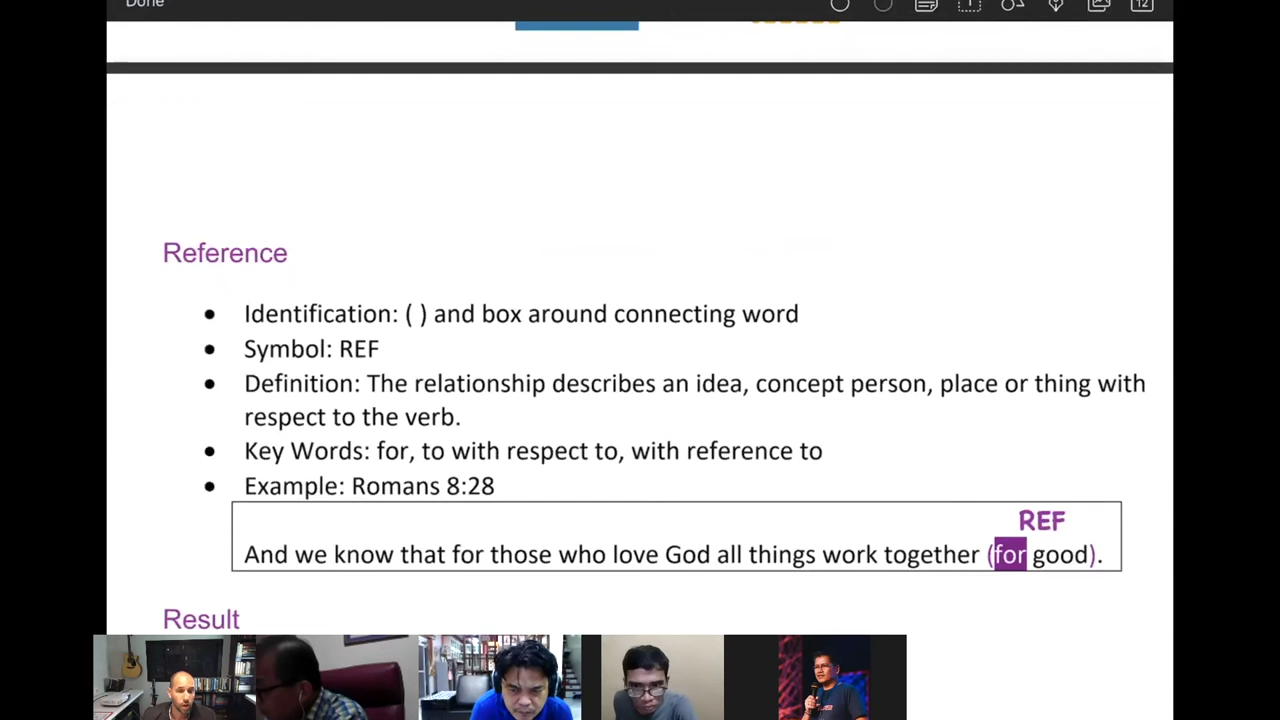 Done
12
Reference
• Identification: ( ) and box around connecting word
• Symbol: REF
• Definition: The relationship describes an idea, concept person, place or thing with
respect to the verb.
• Key Words: for, to with respect to, with reference to
• Example: Romans 8:28
REF
And we know that for those who love God all things work together (for good).
Result